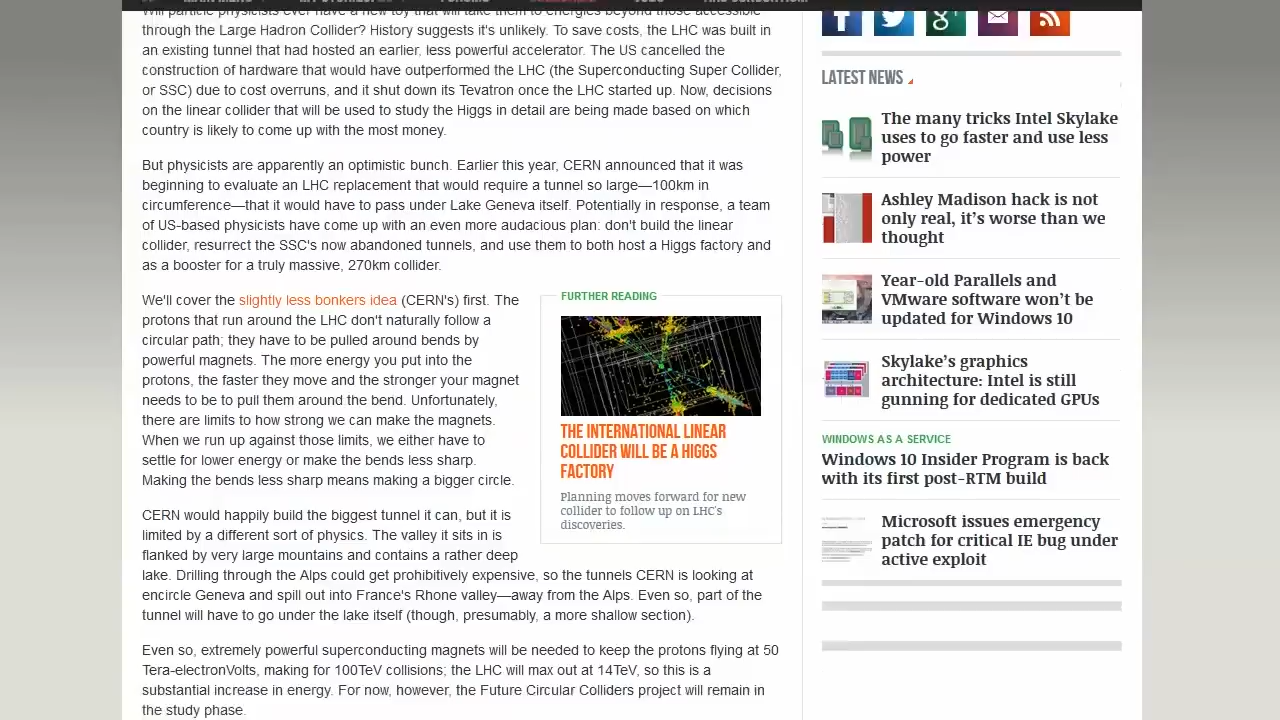 Will particle physicists ever have a new toy that will take them to energies beyond those accessible
through the Large Hadron Collider? History suggests it's unlikely. To save costs, the LHC was built in
an existing tunnel that had hosted an earlier, less powerful accelerator. The US cancelled the
construction of hardware that would have outperformed the LHC (the Superconducting Super Collider,
or SSC) due to cost overruns, and it shut down its Tevatron once the LHC started up. Now, decisions
on the linear collider that will be used to study the Higgs in detail are being made based on which
country is likely to come up with the most money.
But physicists are apparently an optimistic bunch. Earlier this year, CERN announced that it was
beginning to evaluate an LHC replacement that would require a tunnel so large—100km in
circumference—that it would have to pass under Lake Geneva itself. Potentially in response, a team
of US-based physicists have come up with an even more audacious plan: don't build the linear
collider, resurrect the SSC's now abandoned tunnels, and use them to both host a Higgs factory and
as a booster for a truly massive, 270km collider.
We'll cover the slightly less bonkers idea (CERN's) first. The
protons that run around the LHC don't naturally follow a
circular path; they have to be pulled around bends by
powerful magnets. The more energy you put into the
protons, the faster they move and the stronger your magnet
needs to be to pull them around the bend. Unfortunately,
there are limits to how strong we can make the magnets.
When we run up against those limits, we either have to
settle for lower energy or make the bends less sharp.
Making the bends less sharp means making a bigger circle.
FURTHER READING
THE INTERNATIONAL LINEAR
COLLIDER WILL BE A HIGGS
FACTORY
Planning moves forward for new
collider to follow up on LHC's
discoveries.
CERN would happily build the biggest tunnel it can, but it is
limited by a different sort of physics. The valley it sits in is
flanked by very large mountains and contains a rather deep
lake. Drilling through the Alps could get prohibitively expensive, so the tunnels CERN is looking at
encircle Geneva and spill out into France's Rhone valley—away from the Alps. Even so, part of the
tunnel will have to go under the lake itself (though, presumably, a more shallow section).
Even so, extremely powerful superconducting magnets will be needed to keep the protons flying at 50
Tera-electronVolts, making for 100TeV collisions; the LHC will max out at 14TeV, so this is a
substantial increase in energy. For now, however, the Future Circular Colliders project will remain in
the study phase.
LATEST NEWS
The many tricks Intel Skylake
uses to go faster and use less
power
Ashley Madison hack is not
only real, it's worse than we
thought
Year-old Parallels and
VMware software won't be
updated for Windows 10
Skylake's graphics
architecture: Intel is still
gunning for dedicated GPUs
WINDOWS AS A SERVICE
Windows 10 Insider Program is back
with its first post-RTM build
Microsoft issues emergency
patch for critical IE bug under
active exploit